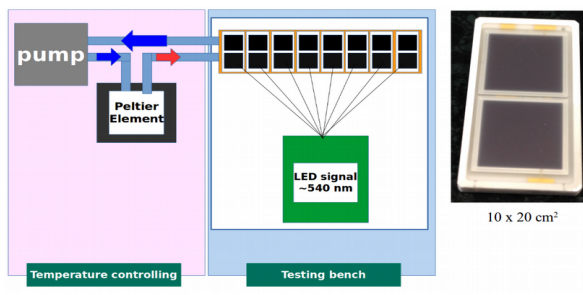 pump
Peltier
Element
LED signal
~540 nm
10 x 20 cm²
Temperature controlling
Testing bench